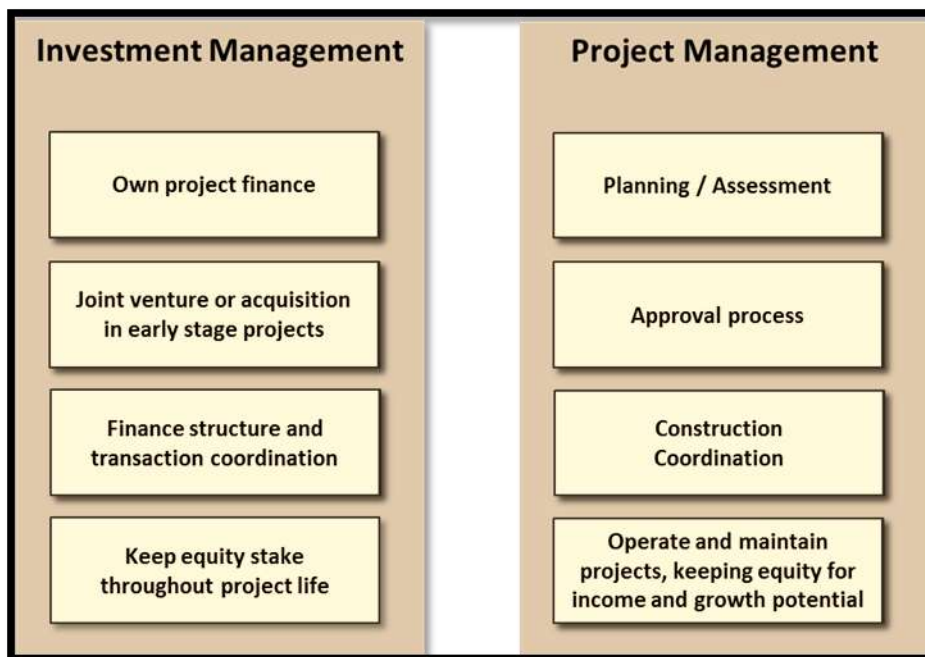 Investment Management
Own project finance
Joint venture or acquisition
in early stage projects
Finance structure and
transaction coordination
Keep equity stake
throughout project life
Project Management
Planning / Assessment
Approval process
Construction
Coordination
Operate and maintain
projects, keeping equity for
income and growth potential